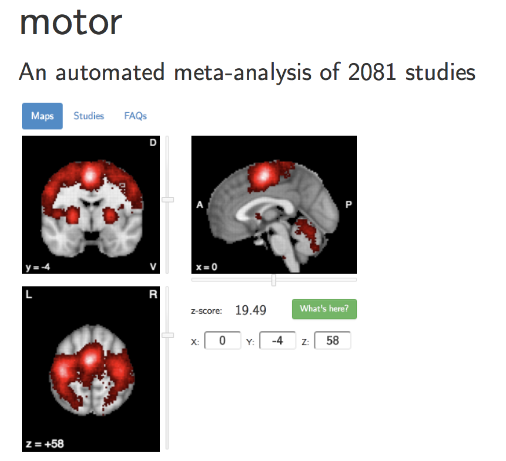 motor
An automated meta-analysis of 2081 studies
Maps Studies FAQs
D
y = -4 V
A P
x = 0
L R
z = +58
z-score: 19.49 What's here?
X: 0 Y: -4 Z: 58